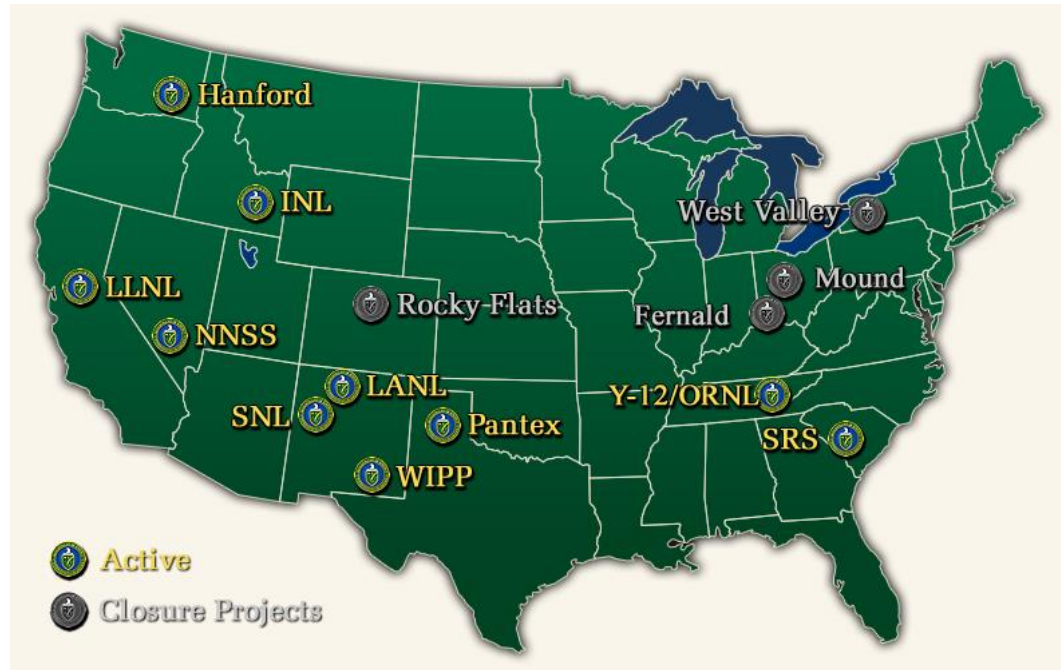 Hanford
INL
West Valley
LLNL
Rocky Flats
Mound
Fernald
NNSS
LANL
Y-12/ORNL
SNL
Pantex
SRS
WIPP
Active
Closure Projects